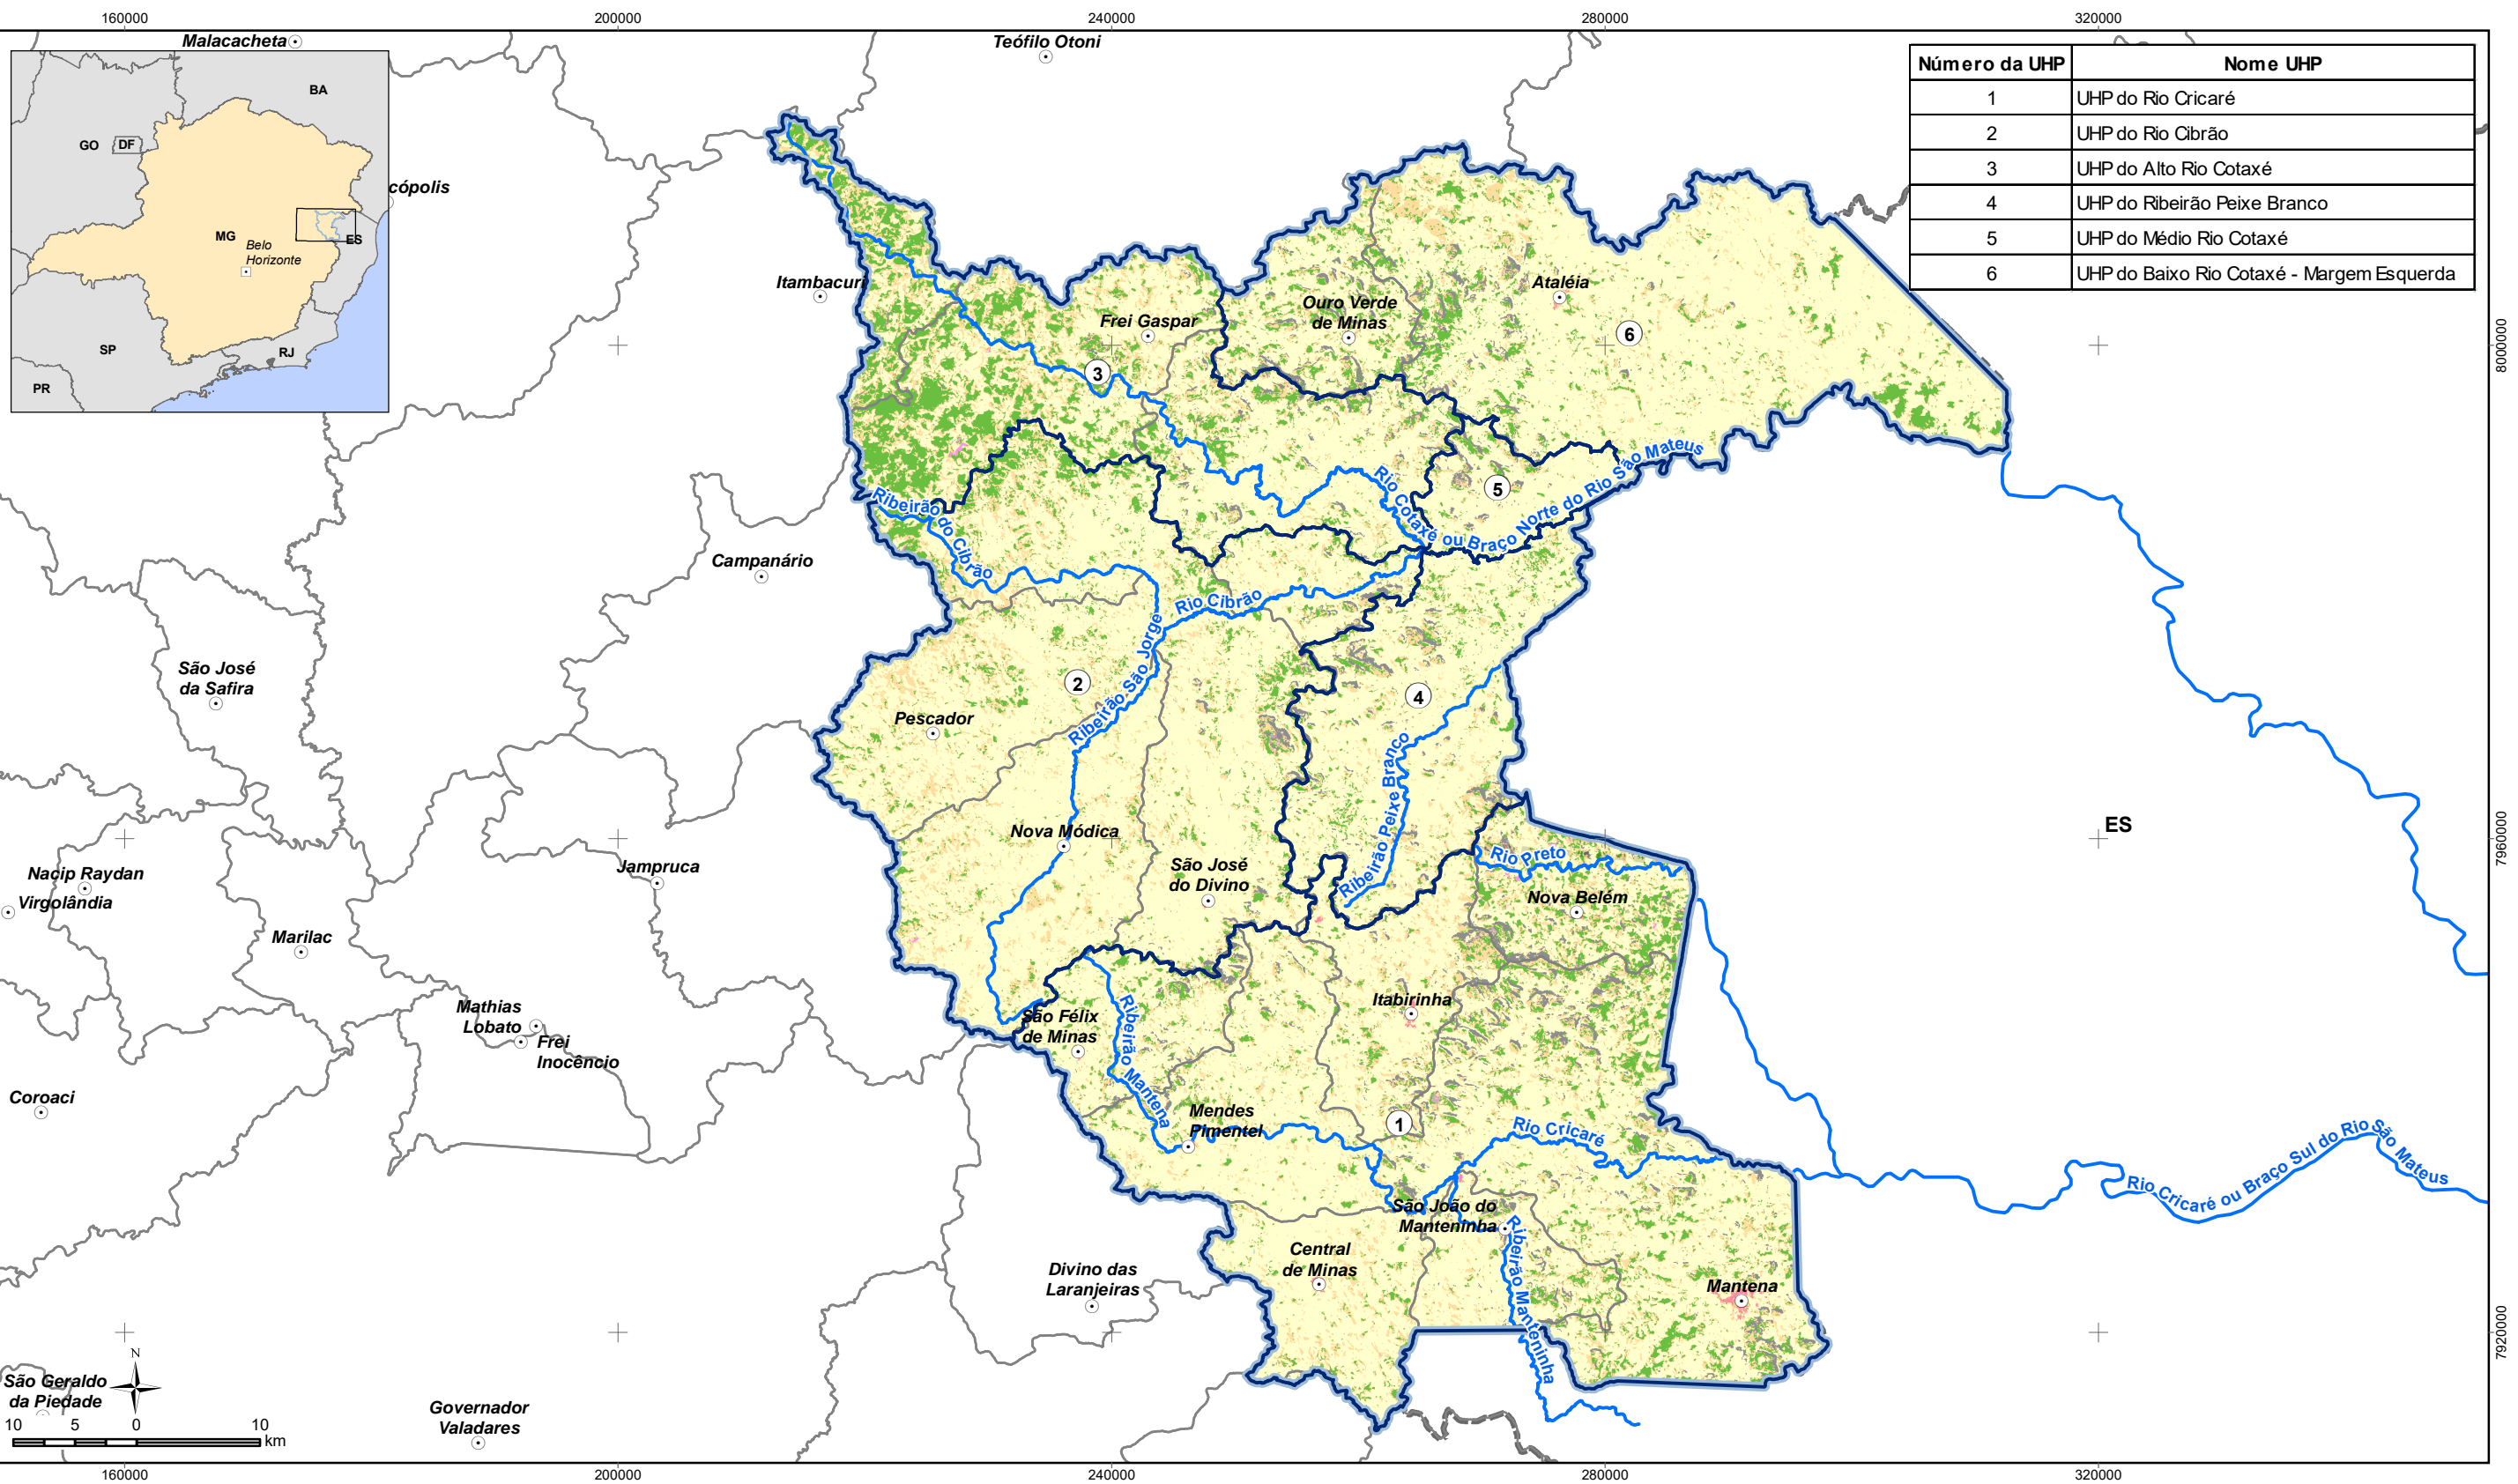 160000
200000
240000
280000
320000
Malacacheta
Teófilo Otoni
Número da UHP
Nome UHP
1
UHP do Rio Cricaré
2
UHP do Rio Cibrão
3
UHP do Alto Rio Cotaxé
4
UHP do Ribeirão Peixe Branco
5
UHP do Médio Rio Cotaxé
6
UHP do Baixo Rio Cotaxé - Margem Esquerda
BA
GO
DF
MG
Belo
Horizonte
ES
SP
RJ
PR
cópolis
Itambacuri
Frei Gaspar
Ouro Verde
de Minas
Ataléia
6
8000000
3
5
Rio Cotaxé ou Braço Norte do Rio São Mateus
Ribeirão do Cibrão
Campanário
Rio Cibrão
São José
da Safira
2
Ribeirão São Jorge
4
Pescador
Ribeirão Peixe Branco
Nova Módica
ES
7960000
Rio Preto
Jampruca
São José
do Divino
Nacip Raydan
Virgolândia
Nova Belém
Marilac
Itabirinha
Mathias
Lobato
Frei
Inocêncio
São Félix
de Minas
Ribeirão Mantena
Coroaci
Mendes
Pimentel
1
Rio Cricaré
Rio Cricaré ou Braço Sul do Rio São Mateus
São João do
Manteninha
Ribeirão Manteninha
Central
de Minas
Divino das
Laranjeiras
Mantena
7920000
N
São Geraldo
da Piedade
Governador
Valadares
10
5
0
10
km
160000
200000
240000
280000
320000